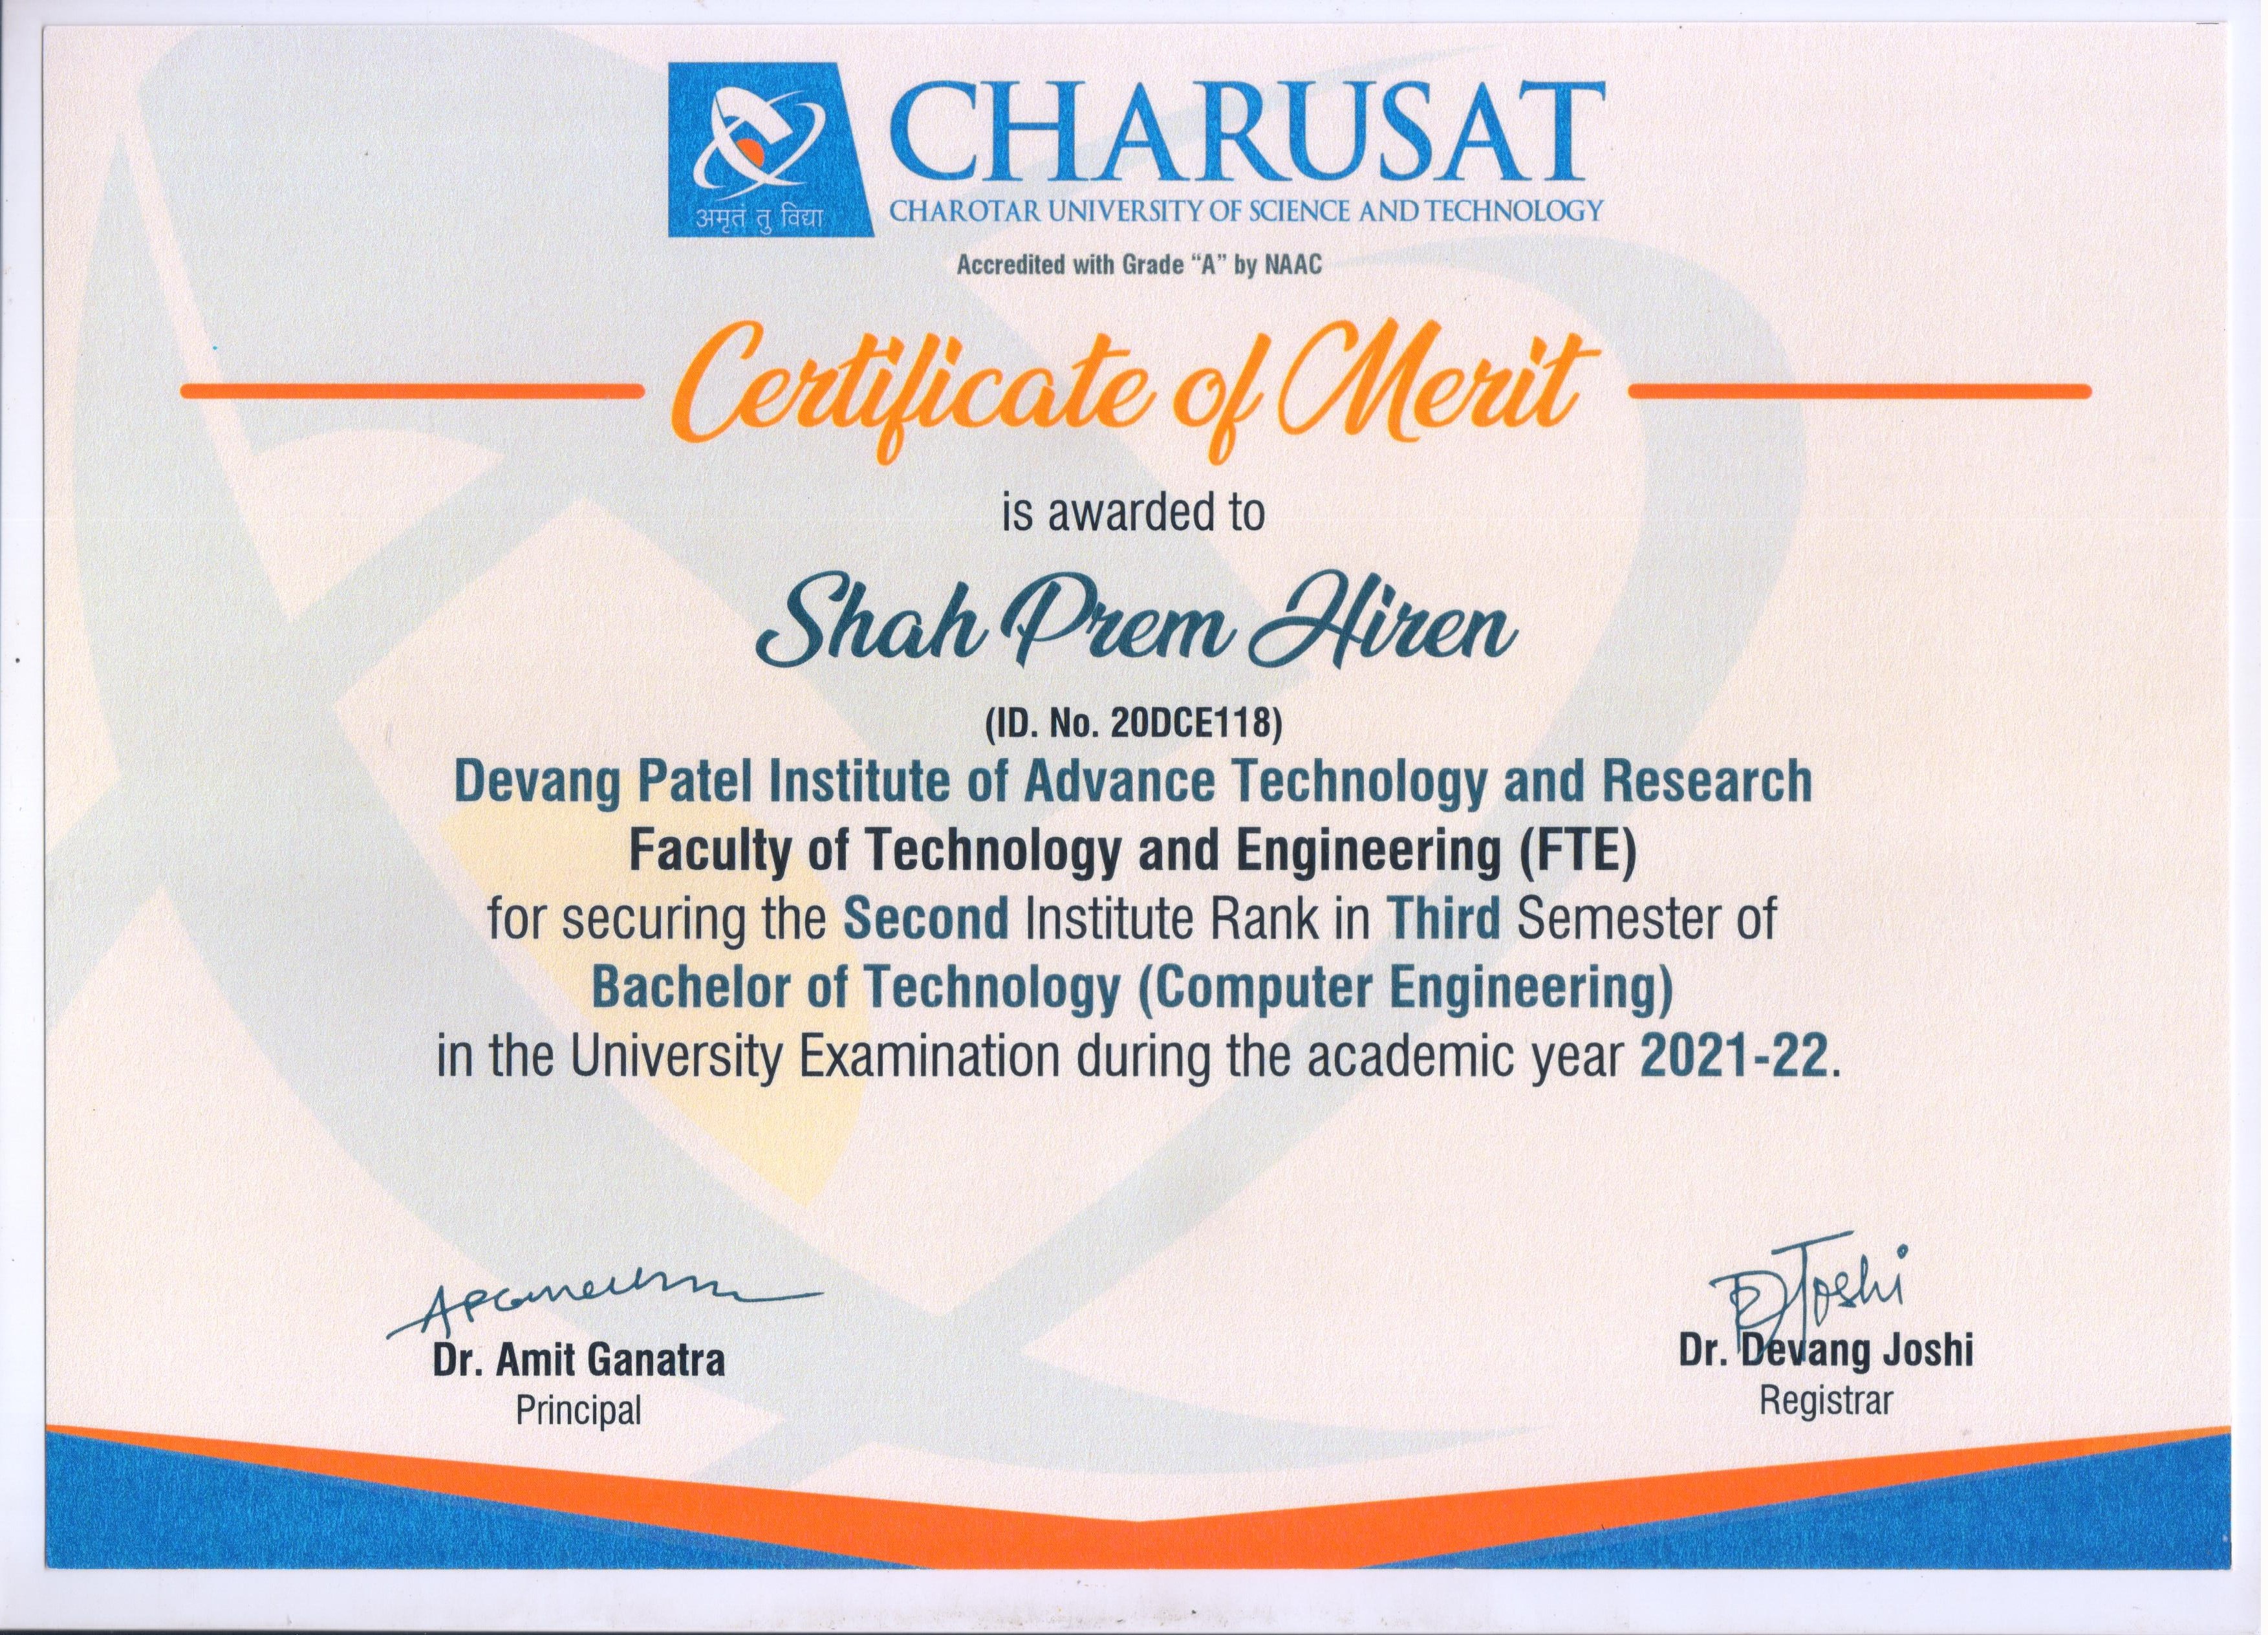 CHARUSAT
अमृतं तु विद्या
CHAROTAR UNIVERSITY OF SCIENCE AND TECHNOLOGY
Accredited with Grade “A” by NAAC
Certificate of Merit
is awarded to
Shah Prem Hiren
(ID. No. 20DCE118)
Devang Patel Institute of Advance Technology and Research
Faculty of Technology and Engineering (FTE)
for securing the Second Institute Rank in Third Semester of
Bachelor of Technology (Computer Engineering)
in the University Examination during the academic year 2021-22.
DJoshi
Dr. Amit Ganatra
Principal
Dr. Devang Joshi
Registrar